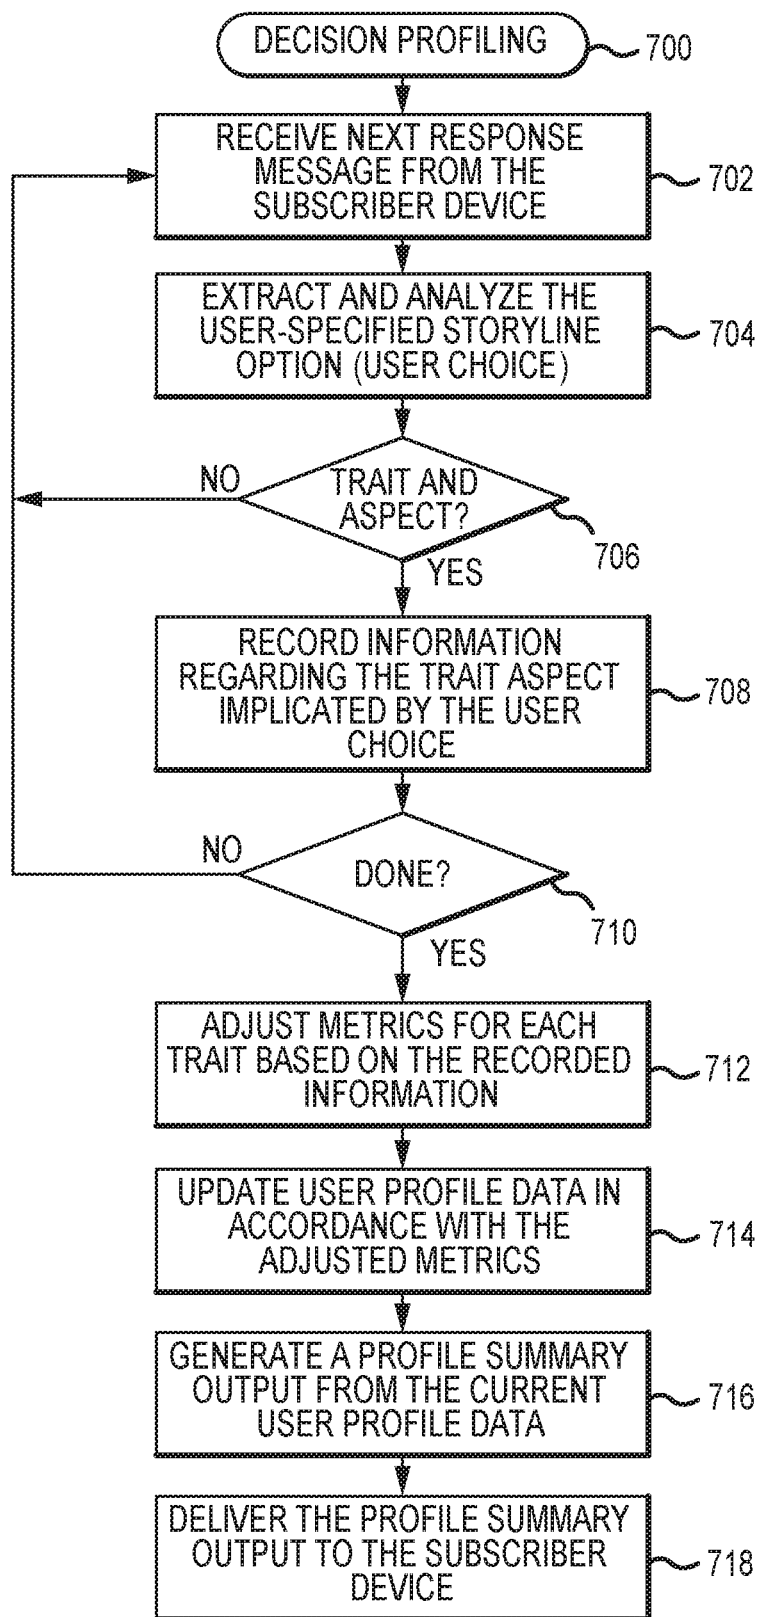 DECISION PROFILING
700
RECEIVE NEXT RESPONSE
MESSAGE FROM THE
SUBSCRIBER DEVICE
702
EXTRACT AND ANALYZE THE
USER-SPECIFIED STORYLINE
OPTION (USER CHOICE)
704
NO
TRAIT AND
ASPECT?
706
YES
RECORD INFORMATION
REGARDING THE TRAIT ASPECT
IMPLICATED BY THE USER
CHOICE
708
NO
DONE?
710
YES
ADJUST METRICS FOR EACH
TRAIT BASED ON THE RECORDED
INFORMATION
712
UPDATE USER PROFILE DATA IN
ACCORDANCE WITH THE
ADJUSTED METRICS
714
GENERATE A PROFILE SUMMARY
OUTPUT FROM THE CURRENT
USER PROFILE DATA
716
DELIVER THE PROFILE SUMMARY
OUTPUT TO THE SUBSCRIBER
DEVICE
718